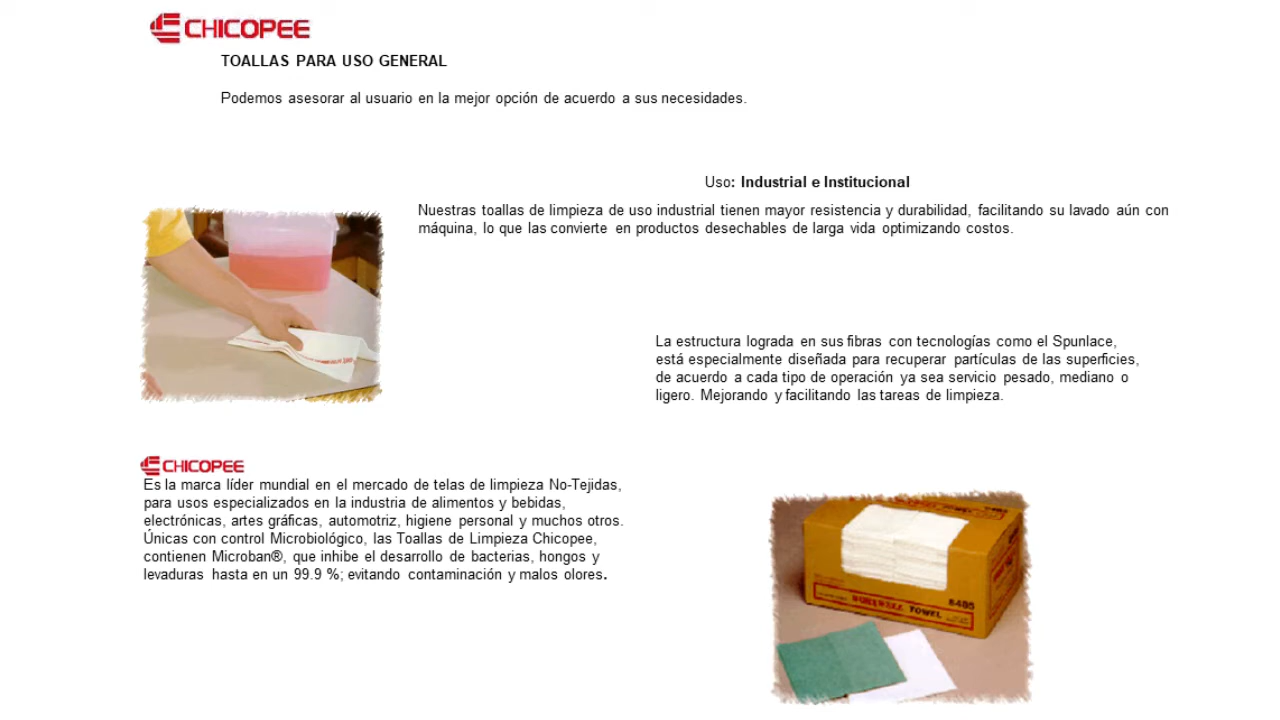 CHICOPEE
TOALLAS PARA USO GENERAL
Podemos asesorar al usuario en la mejor opción de acuerdo a sus necesidades.
Uso: Industrial e Institucional
Nuestras toallas de limpieza de uso industrial tienen mayor resistencia y durabilidad, facilitando su lavado aún con
máquina, lo que las convierte en productos desechables de larga vida optimizando costos.
La estructura lograda en sus fibras con tecnologías como el Spunlace,
está especialmente diseñada para recuperar partículas de las superficies,
de acuerdo a cada tipo de operación ya sea servicio pesado, mediano o
ligero. Mejorando y facilitando las tareas de limpieza.
CHICOPEE
Es la marca líder mundial en el mercado de telas de limpieza No-Tejidas,
para usos especializados en la industria de alimentos y bebidas,
electrónicas, artes gráficas, automotriz, higiene personal y muchos otros.
Únicas con control Microbiológico, las Toallas de Limpieza Chicopee,
contienen Microban®, que inhibe el desarrollo de bacterias, hongos y
levaduras hasta en un 99.9 %; evitando contaminación y malos olores.
TOWEL